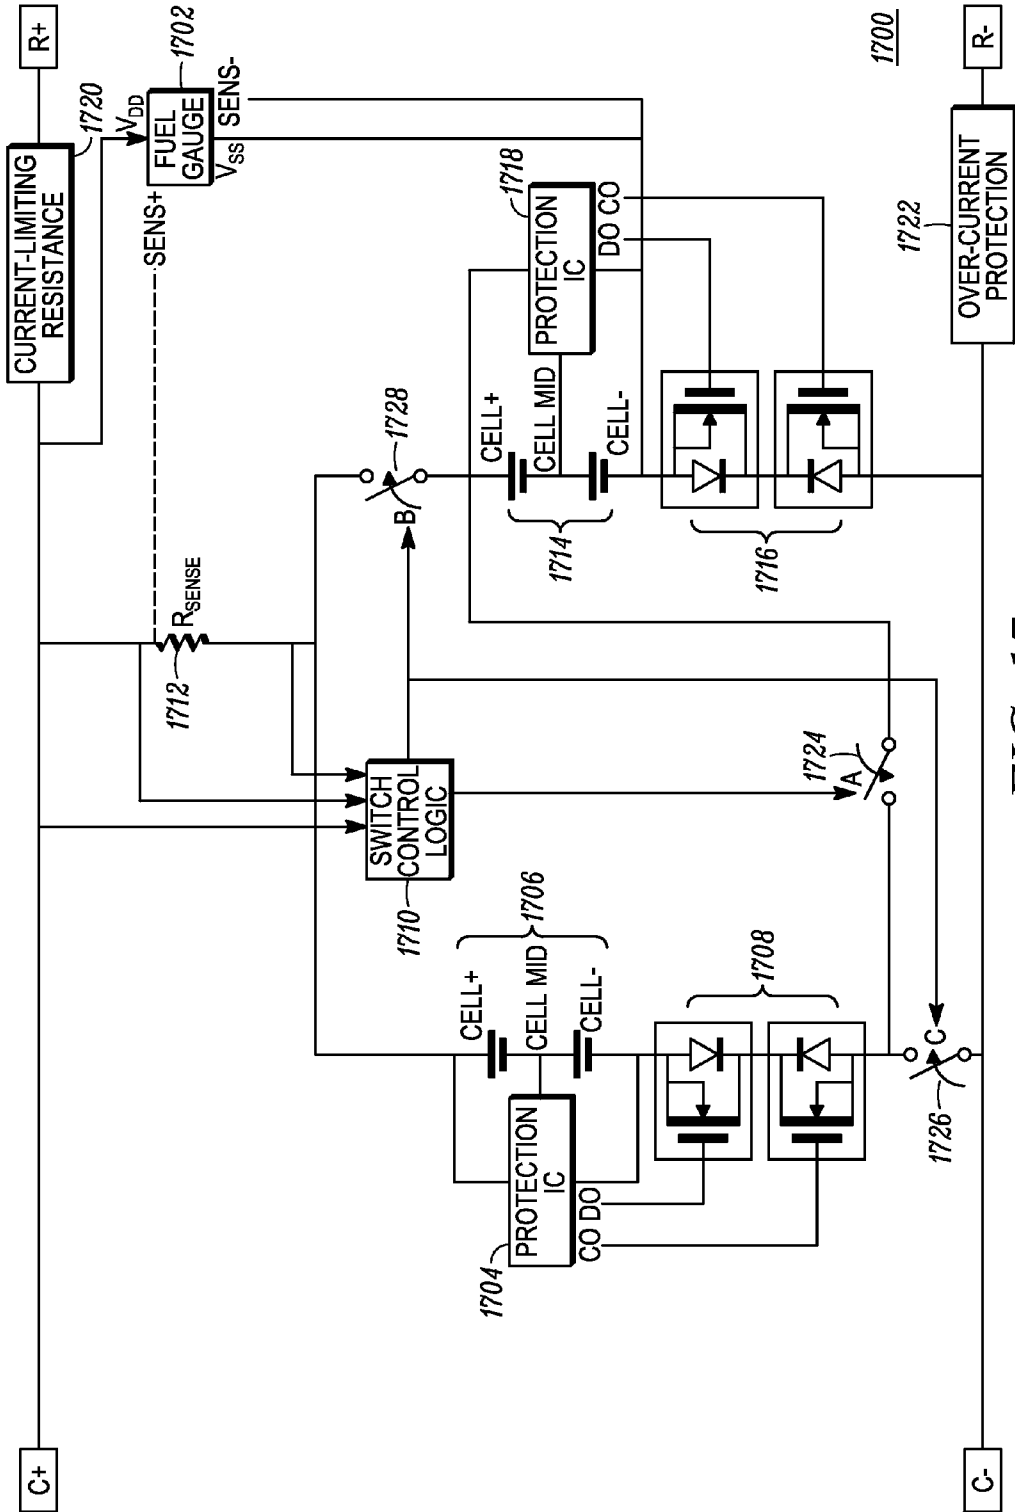 C+
R+
CURRENT-LIMITING
RESISTANCE
1720
VDD
1702
FUEL
GAUGE
SENS+
SENS-
VSS
RSENSE
1712
SWITCH
CONTROL
LOGIC
1710
B
1728
CELL+
CELL MID
CELL-
1714
PROTECTION
IC
1718
DO CO
1716
CELL+
CELL MID
CELL-
1706
PROTECTION
IC
1704
CO DO
1708
A
1724
C
1726
1700
OVER-CURRENT
PROTECTION
1722
C-
R-